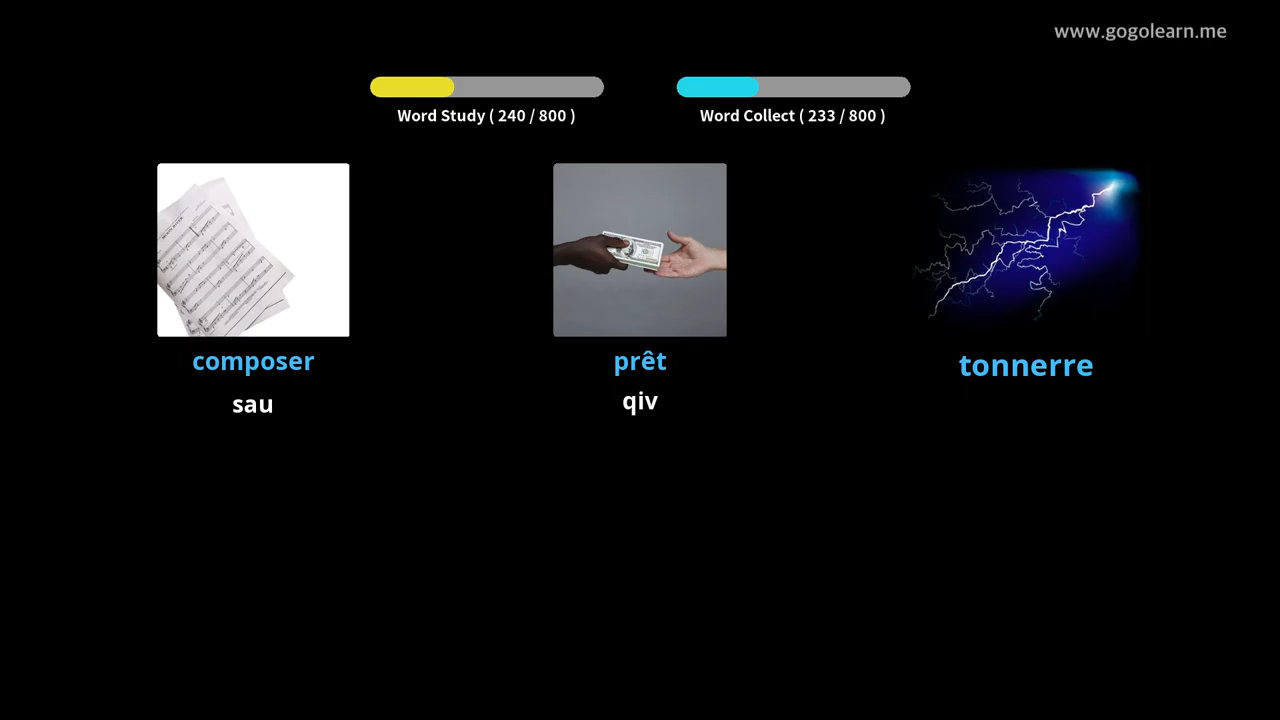 www.gogolearn.me
Word Study ( 240 / 800 )
Word Collect ( 233 / 800 )
composer
prêt
tonnerre
sau
qiv